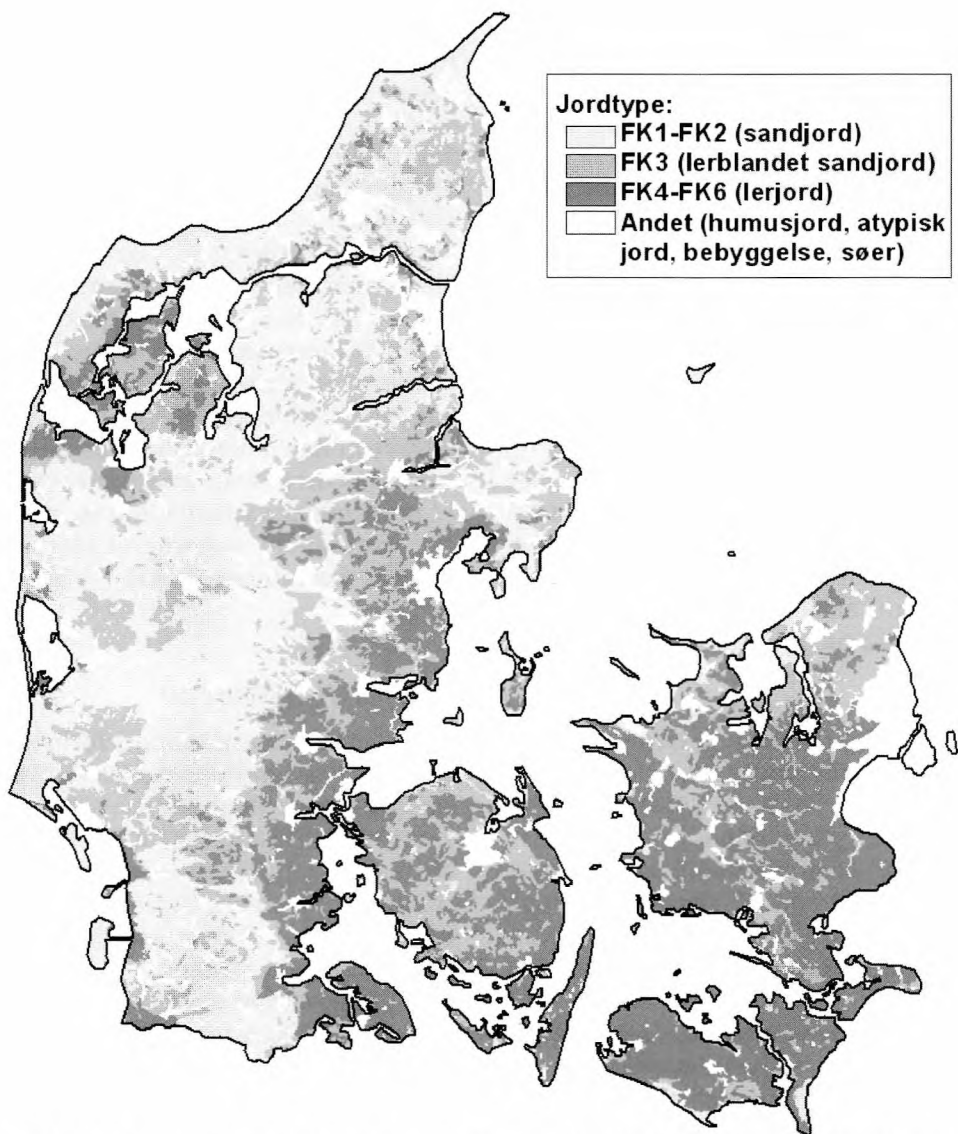 Jordtype:
FK1-FK2 (sandjord)
FK3 (lerblandet sandjord)
FK4-FK6 (lerjord)
Andet (humusjord, atypisk
jord, bebyggelse, søer)